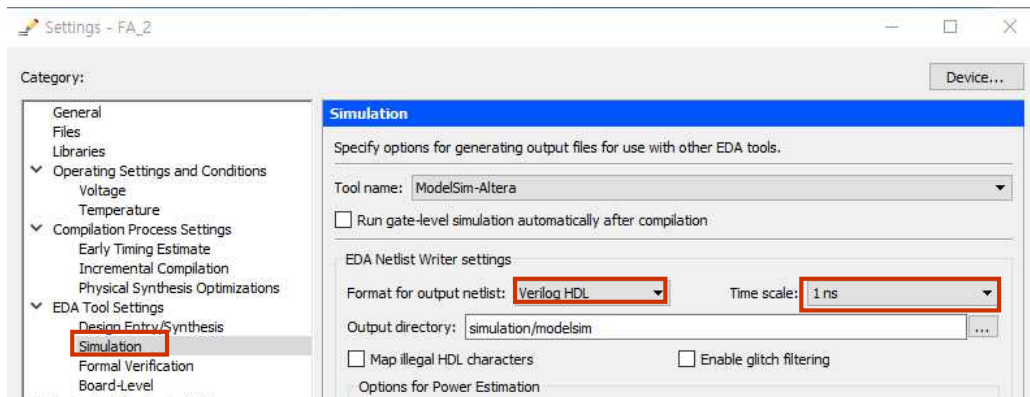 Settings - FA_2
Category:
Device...
General
Files
Libraries
Operating Settings and Conditions
Voltage
Temperature
Compilation Process Settings
Early Timing Estimate
Incremental Compilation
Physical Synthesis Optimizations
EDA Tool Settings
Design Entry/Synthesis
Simulation
Formal Verification
Board-Level
Simulation
Specify options for generating output files for use with other EDA tools.
Tool name: ModelSim-Altera
Run gate-level simulation automatically after compilation
EDA Netlist Writer settings
Format for output netlist: Verilog HDL Time scale: 1 ns
Output directory: simulation/modelsim ...
Map illegal HDL characters Enable glitch filtering
Options for Power Estimation